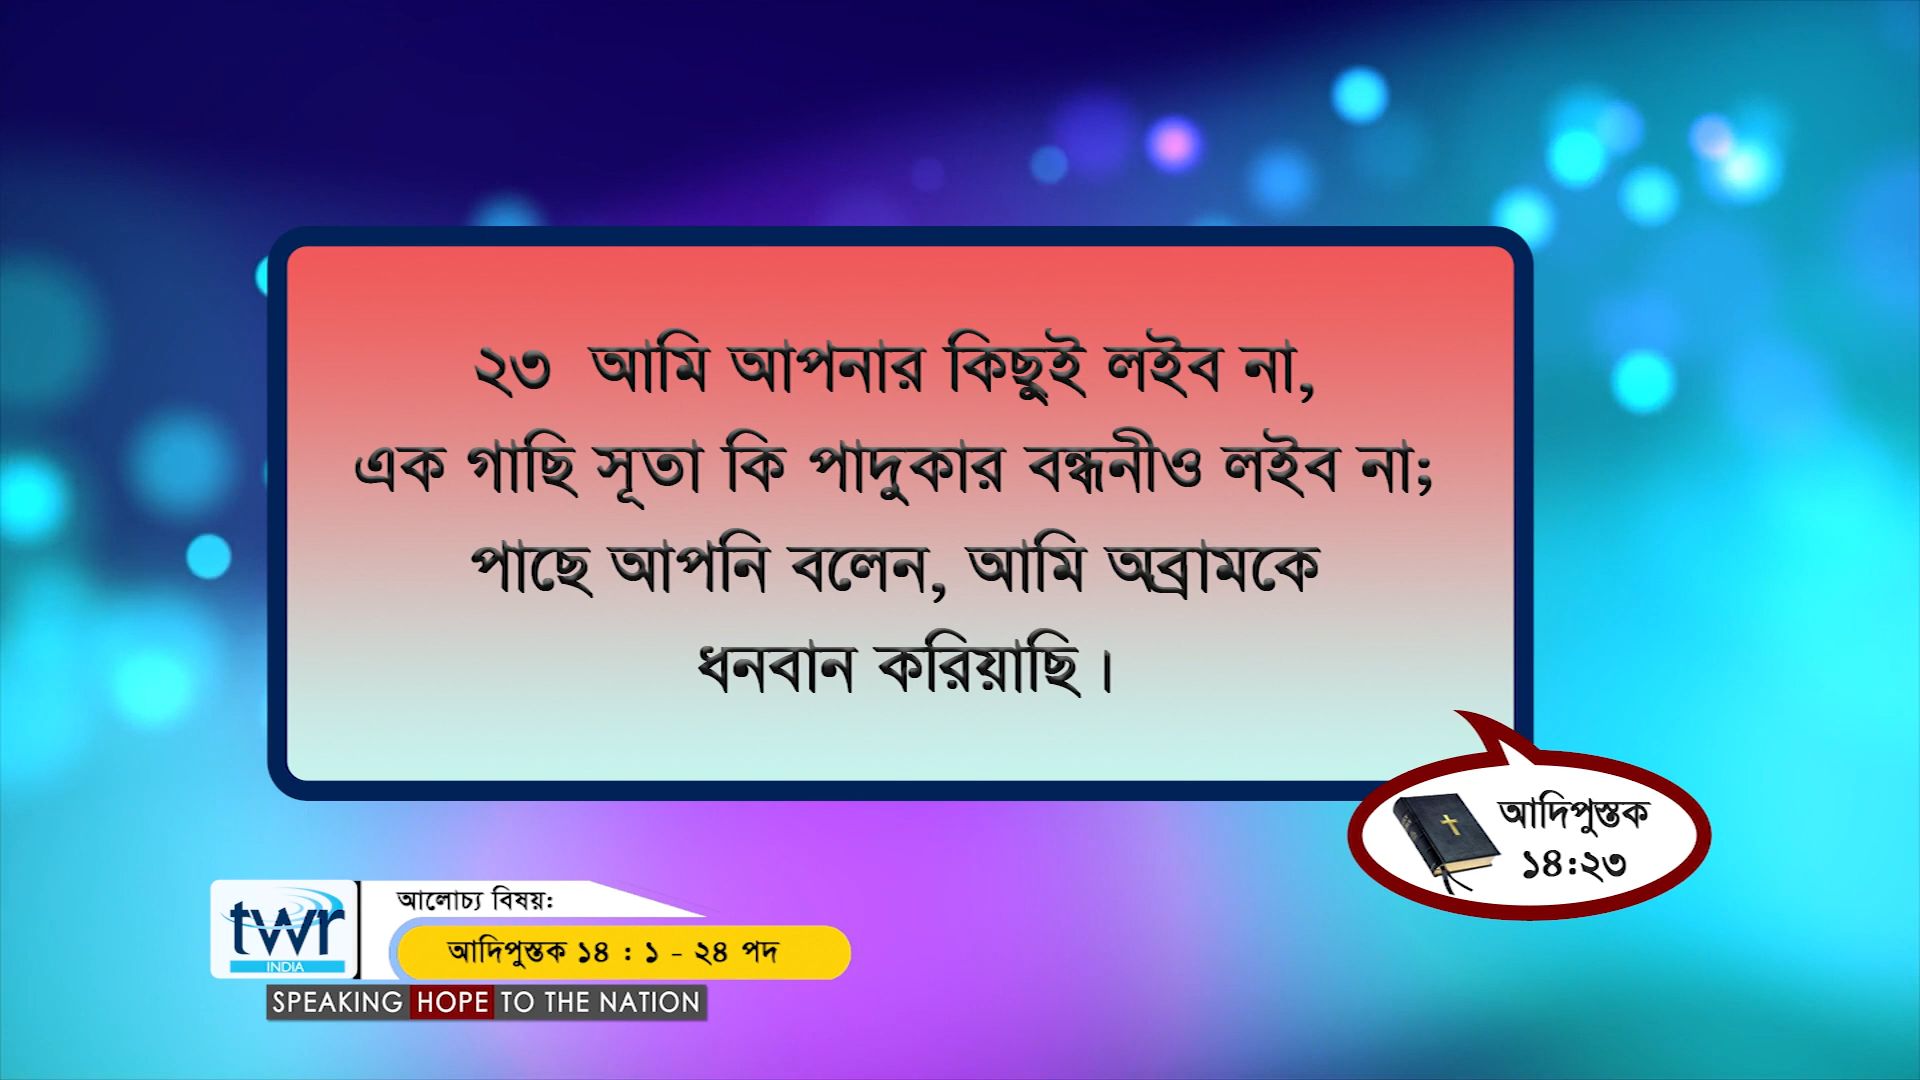 ২৩ আমি আপনার কিছুই লইব না,
এক গাছি সূতা কি পাদুকার বন্ধনীও লইব না;
পাছে আপনি বলেন, আমি অব্রামকে
ধনবান করিয়াছি।
আদিপুস্তক
১৪:২৩
twr
INDIA
আলোচ্য বিষয়:
আদিপুস্তক ১৪ : ১ - ২৪ পদ
SPEAKING HOPE TO THE NATION